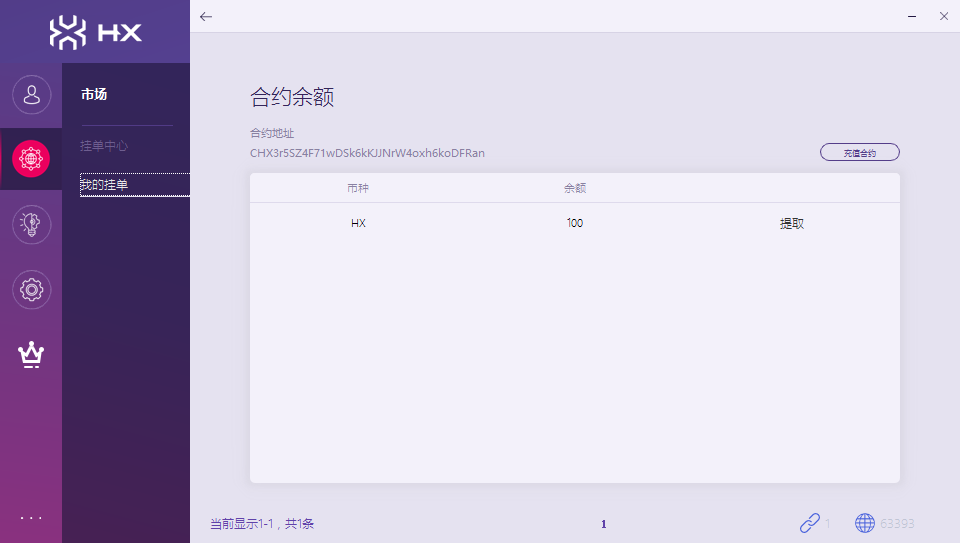 HX
市场
挂单中心
我的挂单
合约余额
合约地址
CHX3r5SZ4F71wDSk6kKJJNrW4oxh6koDFRan
充值合约
币种 余额
HX 100 提取
当前显示1-1，共1条
1
1
63393